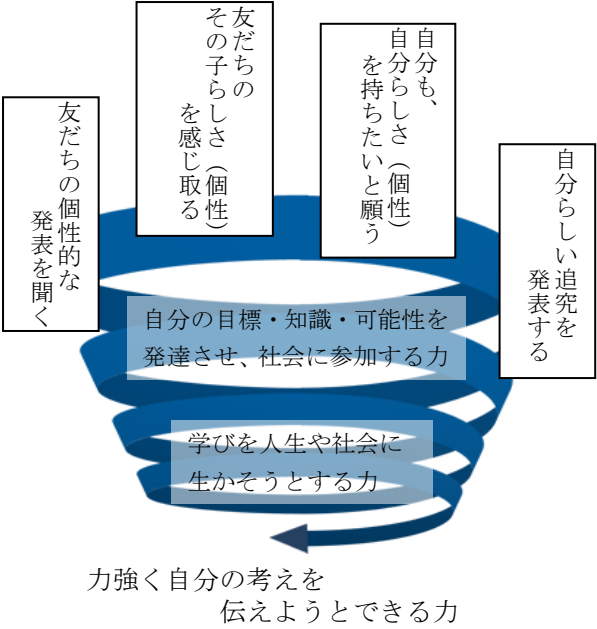 友だちの個性的な
発表を聞く
友だちの
その子らしさ（個性）
を感じ取る
自分も、
自分らしさ（個性）
を持ちたいと願う
自分らしい追究を
発表する
自分の目標・知識・可能性を
発達させ、社会に参加する力
学びを人生や社会に
生かそうとする力
力強く自分の考えを
伝えようとできる力